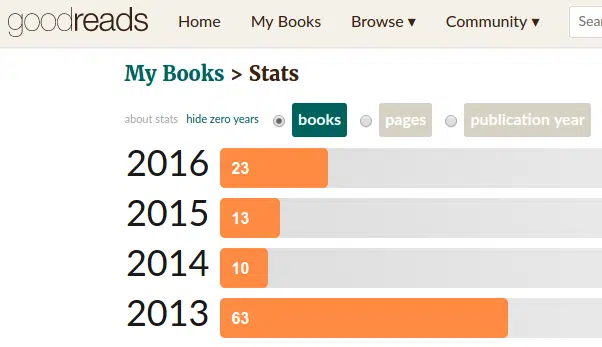 goodreads Home My Books Browse ▾ Community ▾ Sea
My Books > Stats
about stats hide zero years books pages publication year
2016 23
2015 13
2014 10
2013 63